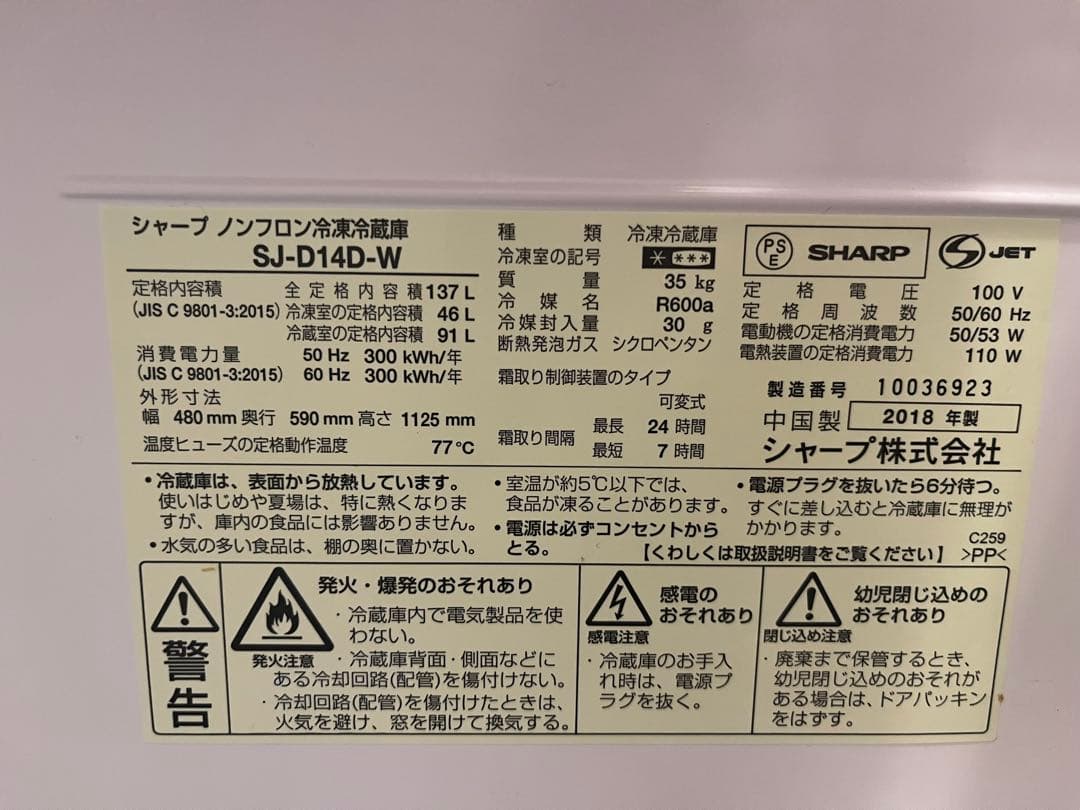 シャープ ノンフロン冷凍冷蔵庫
SJ-D14D-W
定格内容積 全定格内容積 137 L
(JIS C 9801-3:2015) 冷凍室の定格内容積 46 L
冷蔵室の定格内容積 91 L
消費電力量 50 Hz 300 kWh/年
(JIS C 9801-3:2015) 60 Hz 300 kWh/年
外形寸法
幅 480 mm 奥行 590 mm 高さ 1125 mm
温度ヒューズの定格動作温度 77℃
種類 冷凍冷蔵庫
冷凍室の記号 * ***
質量 35 kg
冷媒名 R600a
冷媒封入量 30 g
断熱発泡ガス シクロペンタン
霜取り制御装置のタイプ
可変式
霜取り間隔 最長 24 時間
最短 7 時間
PSE SHARP S JET
定格電圧 100 V
定格周波数 50/60 Hz
電動機の定格消費電力 50/53 W
電熱装置の定格消費電力 110 W
製造番号 10036923
中国製 2018 年製
シャープ株式会社
・冷蔵庫は、表面から放熱しています。
使いはじめや夏場は、特に熱くなりま
すが、庫内の食品には影響ありません。
・水気の多い食品は、棚の奥に置かない。
・室温が約5℃以下では、
食品が凍ることがあります。
・電源は必ずコンセントから
とる。
・電源プラグを抜いたら6分待つ。
すぐに差し込むと冷蔵庫に無理が
かかります。
C259
【くわしくは取扱説明書をご覧ください】 >PP<
警告
発火・爆発のおそれあり
発火注意
・冷蔵庫内で電気製品を使
わない。
・冷蔵庫背面・側面などに
ある冷却回路(配管)を傷付けない。
・冷却回路(配管)を傷付けたときは、
火気を避け、窓を開けて換気する。
感電の
おそれあり
感電注意
・冷蔵庫のお手入
れ時は、電源プ
ラグを抜く。
幼児閉じ込めの
おそれあり
閉じ込め注意
・廃棄まで保管するとき、
幼児閉じ込めのおそれが
ある場合は、ドアパッキン
をはずす。